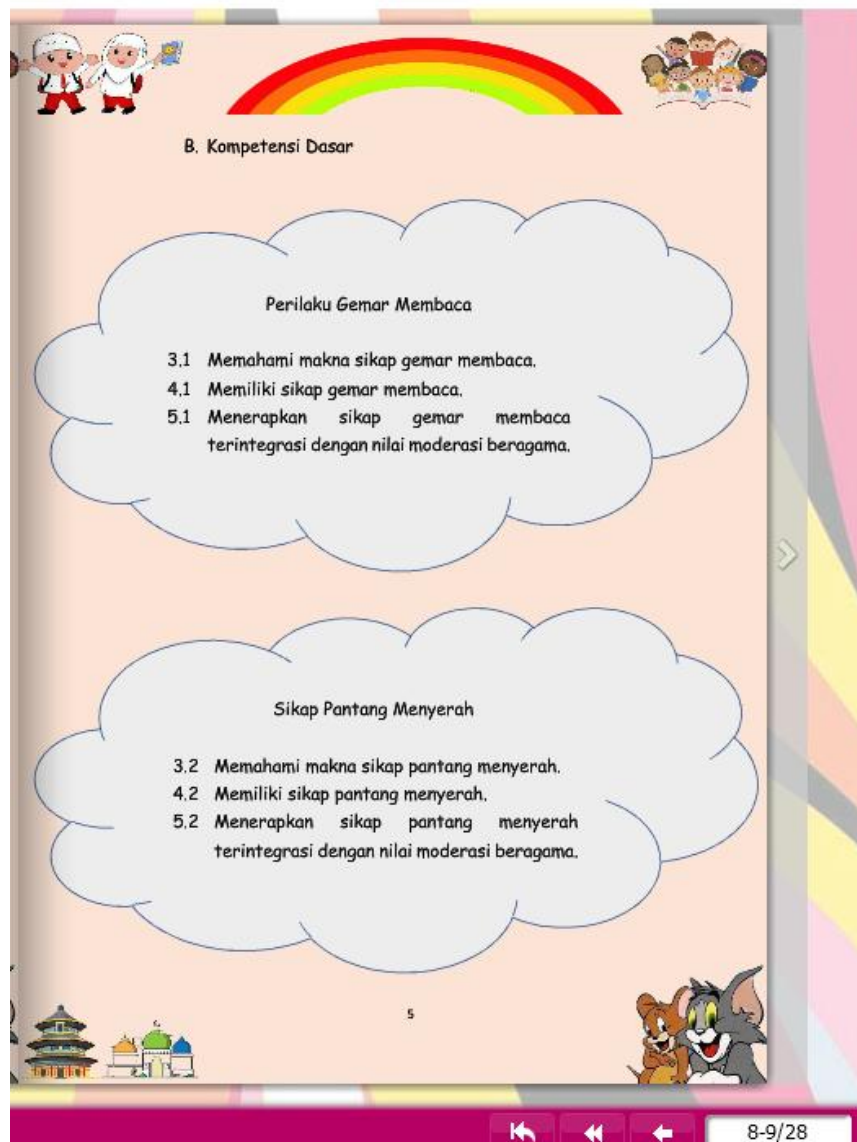 B. Kompetensi Dasar
Perilaku Gemar Membaca
3.1 Memahami makna sikap gemar membaca.
4.1 Memiliki sikap gemar membaca.
5.1 Menerapkan sikap gemar membaca
terintegrasi dengan nilai moderasi beragama.
Sikap Pantang Menyerah
3.2 Memahami makna sikap pantang menyerah.
4.2 Memiliki sikap pantang menyerah.
5.2 Menerapkan sikap pantang menyerah
terintegrasi dengan nilai moderasi beragama.
5
8-9/28